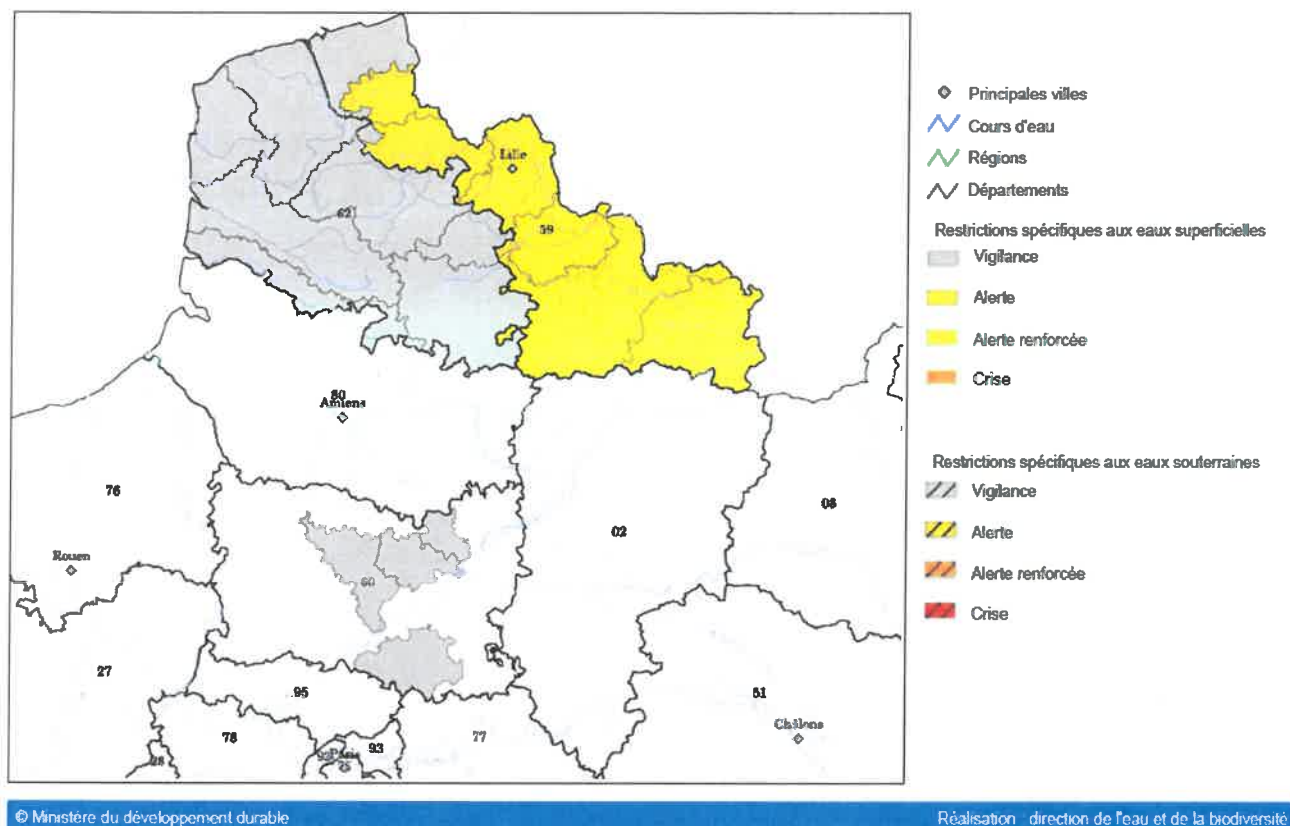 Lille
62
59
80
Amiens
76
Rouen
02
08
60
27
95
51
Châlons
78
93
77
Paris
75
28
Principales villes
Cours d'eau
Régions
Départements
Restrictions spécifiques aux eaux superficielles
Vigilance
Alerte
Alerte renforcée
Crise
Restrictions spécifiques aux eaux souterraines
Vigilance
Alerte
Alerte renforcée
Crise
© Ministère du développement durable
Réalisation : direction de l'eau et de la biodiversité